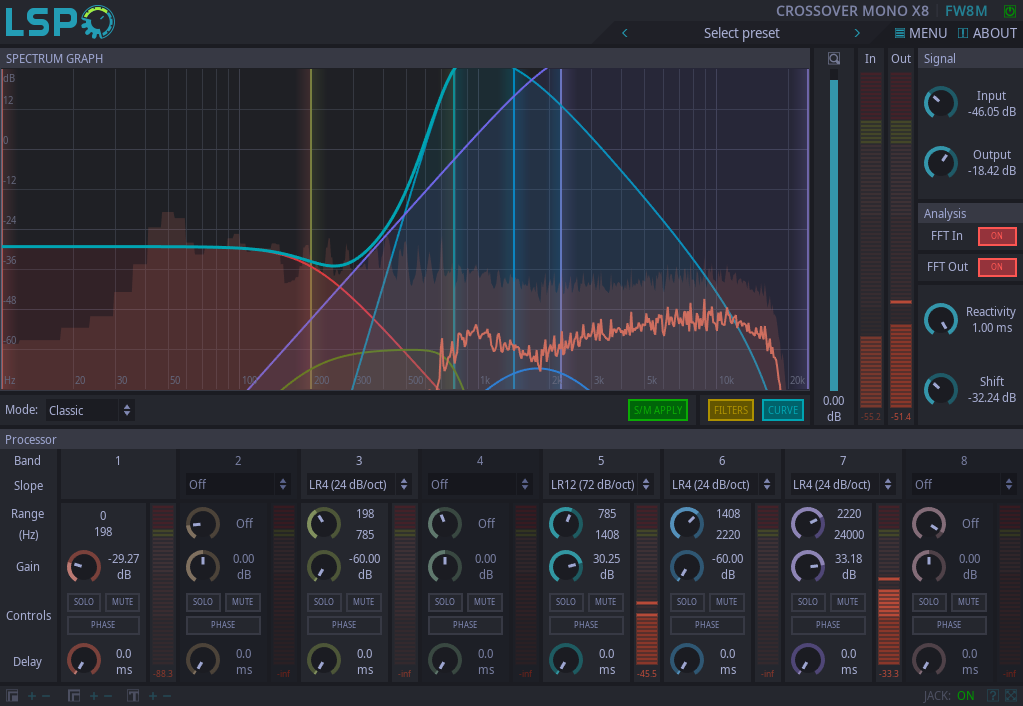 LSP
CROSSOVER MONO X8 FW8M
Select preset
MENU ABOUT
SPECTRUM GRAPH
In Out Signal
dB
12
0
-12
-24
-36
-48
-60
Hz 20 30 50 100 200 300 500 1k 2k 3k 5k 10k 20k
0.00
dB
-55.2 -51.4
Input
-46.05 dB
Output
-18.42 dB
Analysis
FFT In ON
FFT Out ON
Reactivity
1.00 ms
Shift
-32.24 dB
Mode: Classic
S/M APPLY FILTERS CURVE
Processor
Band 1 2 3 4 5 6 7 8
Slope Off LR4 (24 dB/oct) Off LR12 (72 dB/oct) LR4 (24 dB/oct) LR4 (24 dB/oct) Off
Range
(Hz)
0
198
Off
198
785
Off
785
1408
1408
2220
2220
24000
Off
Gain
-29.27
dB
0.00
dB
-60.00
dB
0.00
dB
30.25
dB
-60.00
dB
33.18
dB
0.00
dB
Controls
SOLO MUTE SOLO MUTE SOLO MUTE SOLO MUTE SOLO MUTE SOLO MUTE SOLO MUTE SOLO MUTE
PHASE PHASE PHASE PHASE PHASE PHASE PHASE PHASE
Delay
0.0
ms
0.0
ms
0.0
ms
0.0
ms
0.0
ms
0.0
ms
0.0
ms
0.0
ms
-88.3 -inf -inf -inf -45.5 -inf -33.3 -inf
JACK: ON